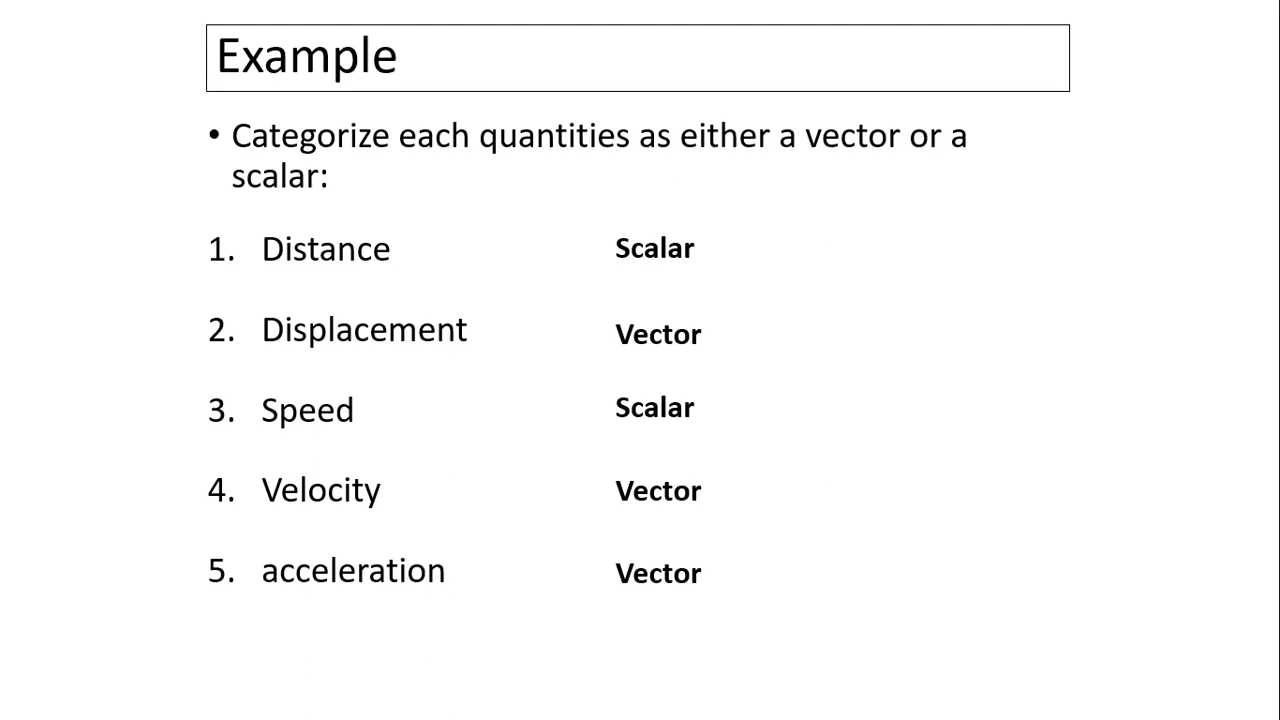 Example
• Categorize each quantities as either a vector or a
scalar:
1. Distance Scalar
2. Displacement Vector
3. Speed Scalar
4. Velocity Vector
5. acceleration Vector